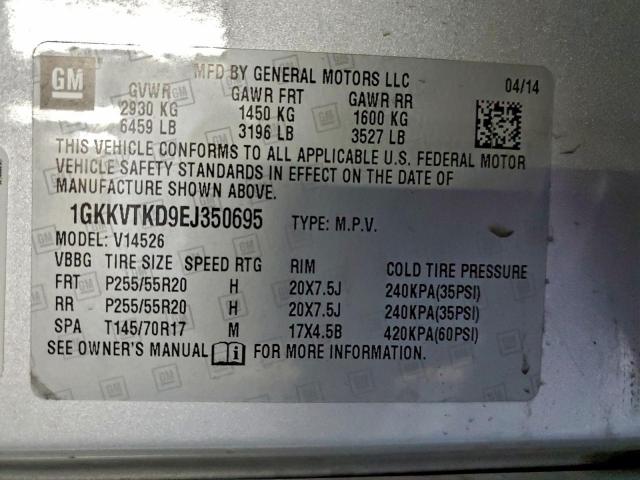 GM
MFD BY GENERAL MOTORS LLC 04/14
GVWR GAWR FRT GAWR RR
2930 KG 1450 KG 1600 KG
6459 LB 3196 LB 3527 LB
THIS VEHICLE CONFORMS TO ALL APPLICABLE U.S. FEDERAL MOTOR
VEHICLE SAFETY STANDARDS IN EFFECT ON THE DATE OF
MANUFACTURE SHOWN ABOVE.
1GKKVTKD9EJ350695 TYPE: M.P.V.
MODEL: V14526
VBBG TIRE SIZE SPEED RTG RIM COLD TIRE PRESSURE
FRT P255/55R20 H 20X7.5J 240KPA(35PSI)
RR P255/55R20 H 20X7.5J 240KPA(35PSI)
SPA T145/70R17 M 17X4.5B 420KPA(60PSI)
SEE OWNER'S MANUAL FOR MORE INFORMATION.